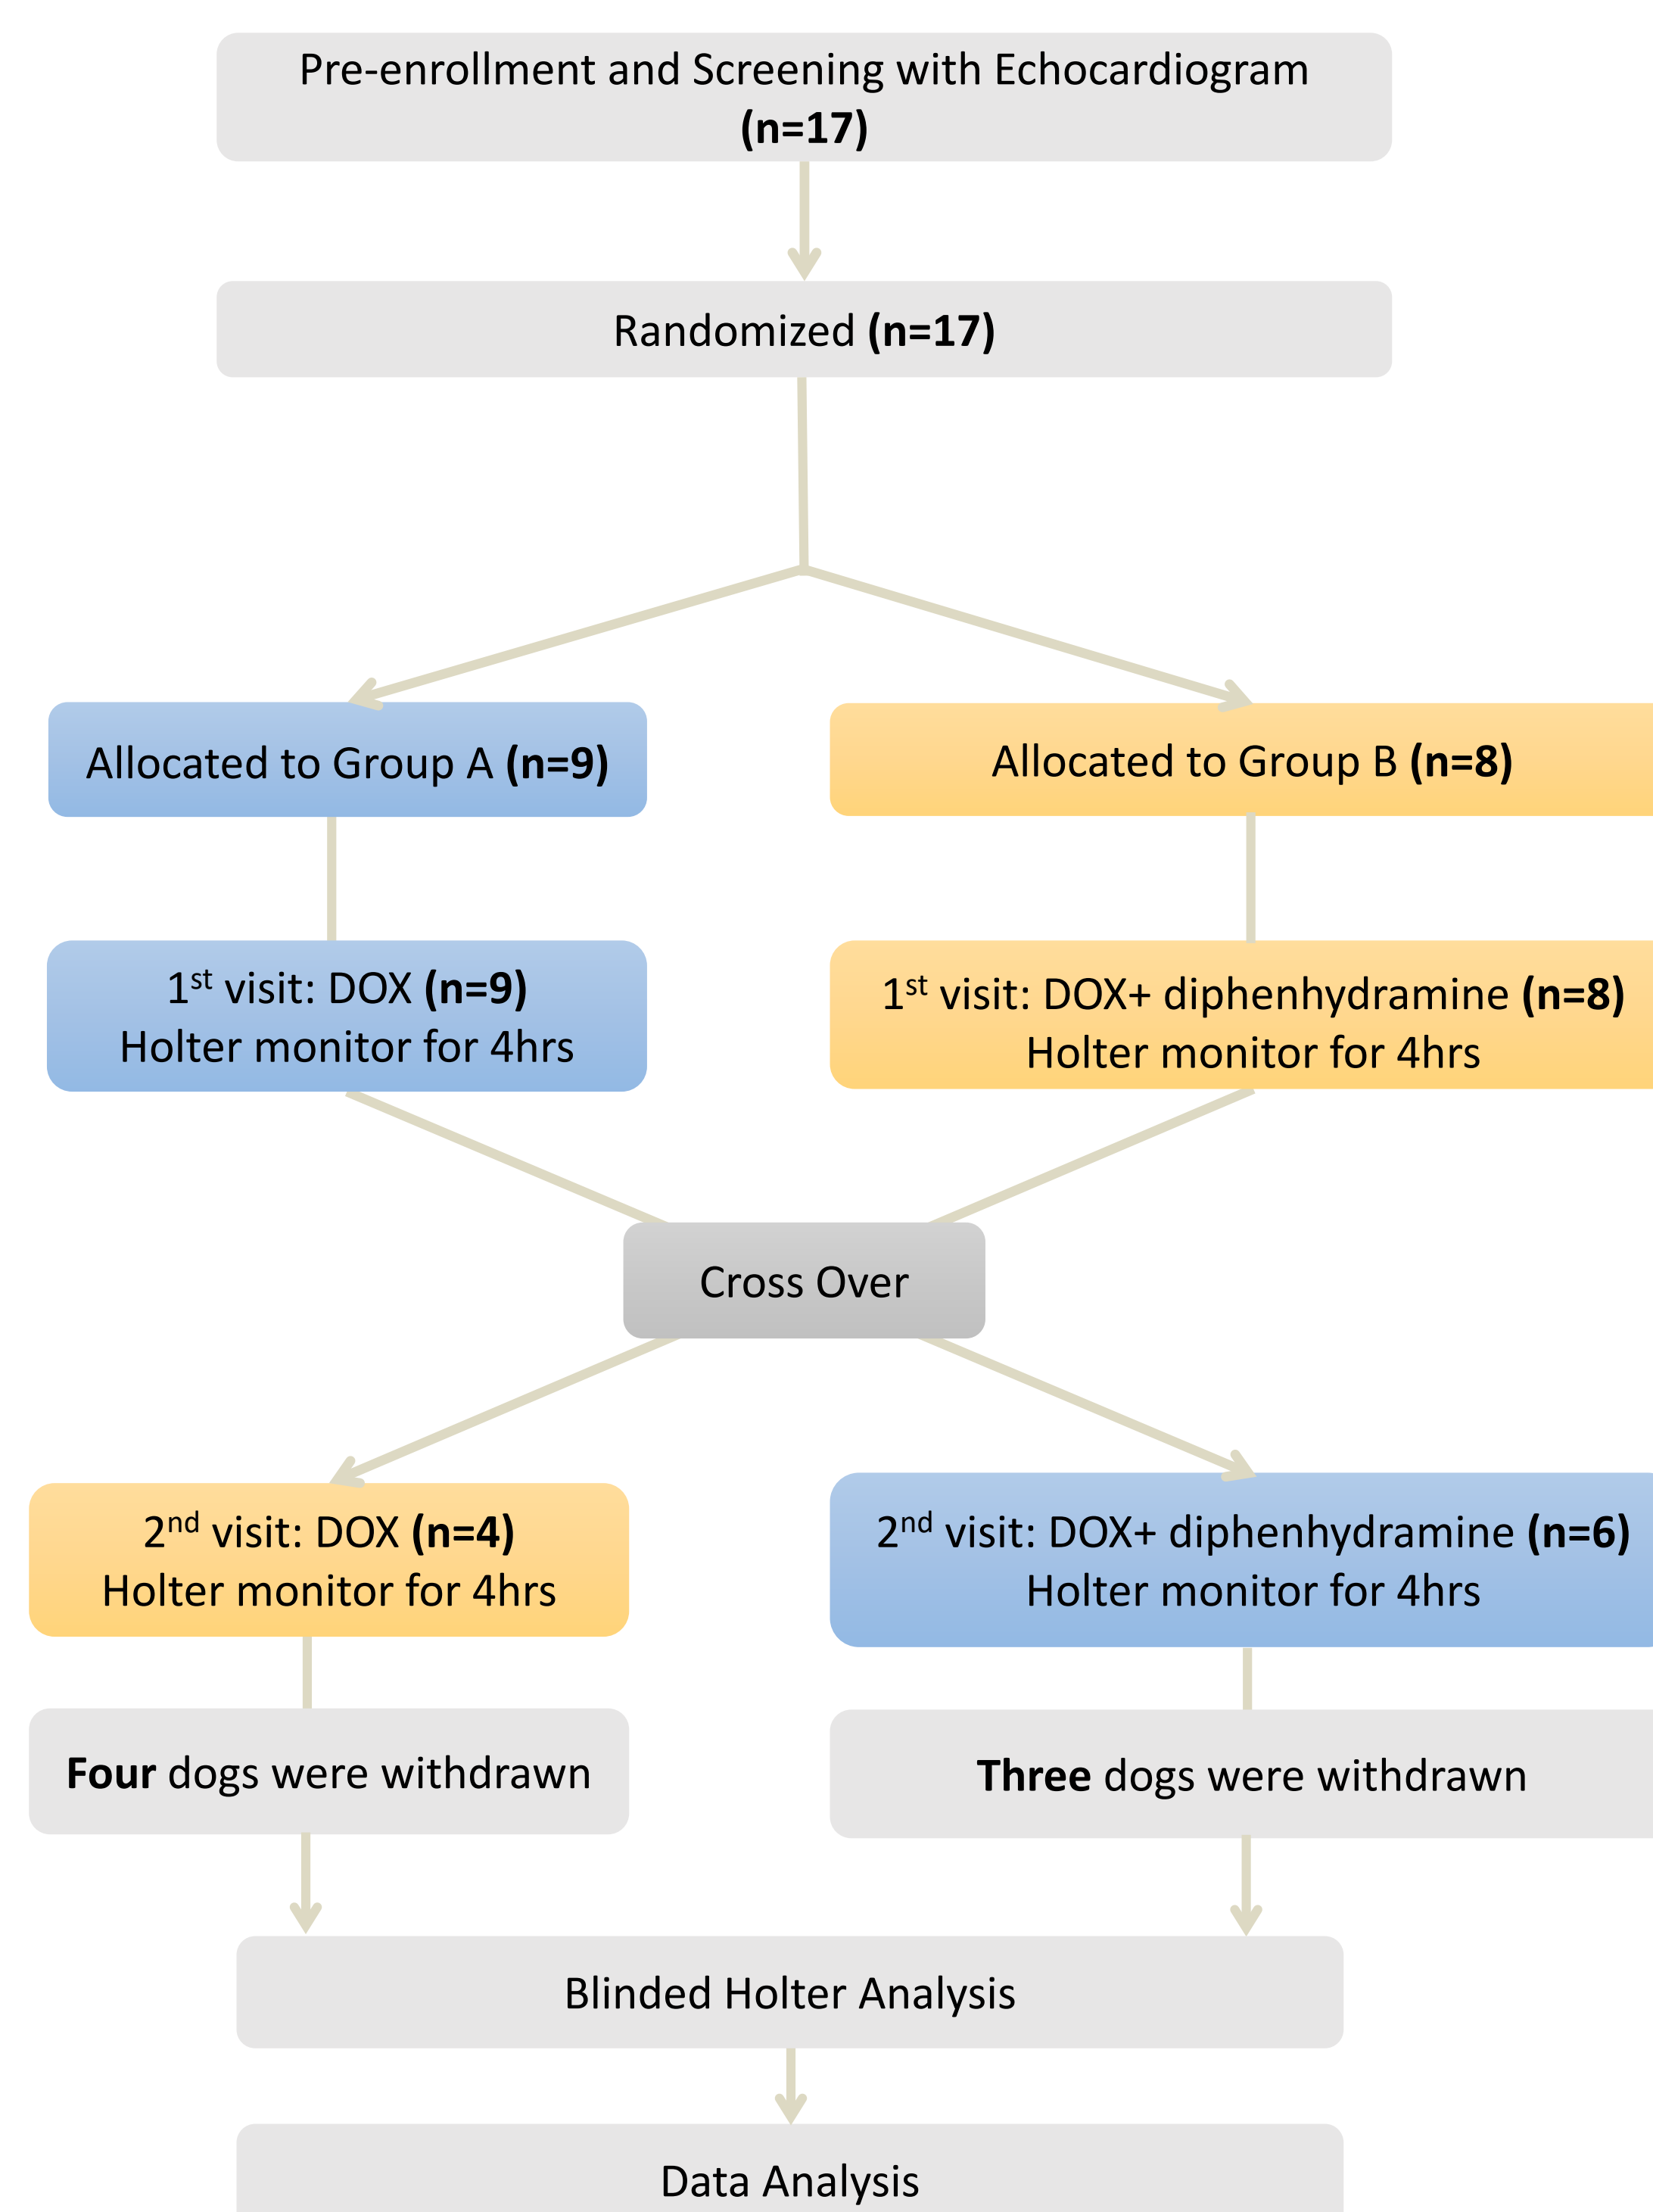 Pre-enrollment and Screening with Echocardiogram
(n=17)
Randomized (n=17)
Allocated to Group A (n=9)
Allocated to Group B (n=8)
1st visit: DOX (n=9)
Holter monitor for 4hrs
1st visit: DOX+ diphenhydramine (n=8)
Holter monitor for 4hrs
Cross Over
2nd visit: DOX (n=4)
Holter monitor for 4hrs
2nd visit: DOX+ diphenhydramine (n=6)
Holter monitor for 4hrs
Four dogs were withdrawn
Three dogs were withdrawn
Blinded Holter Analysis
Data Analysis